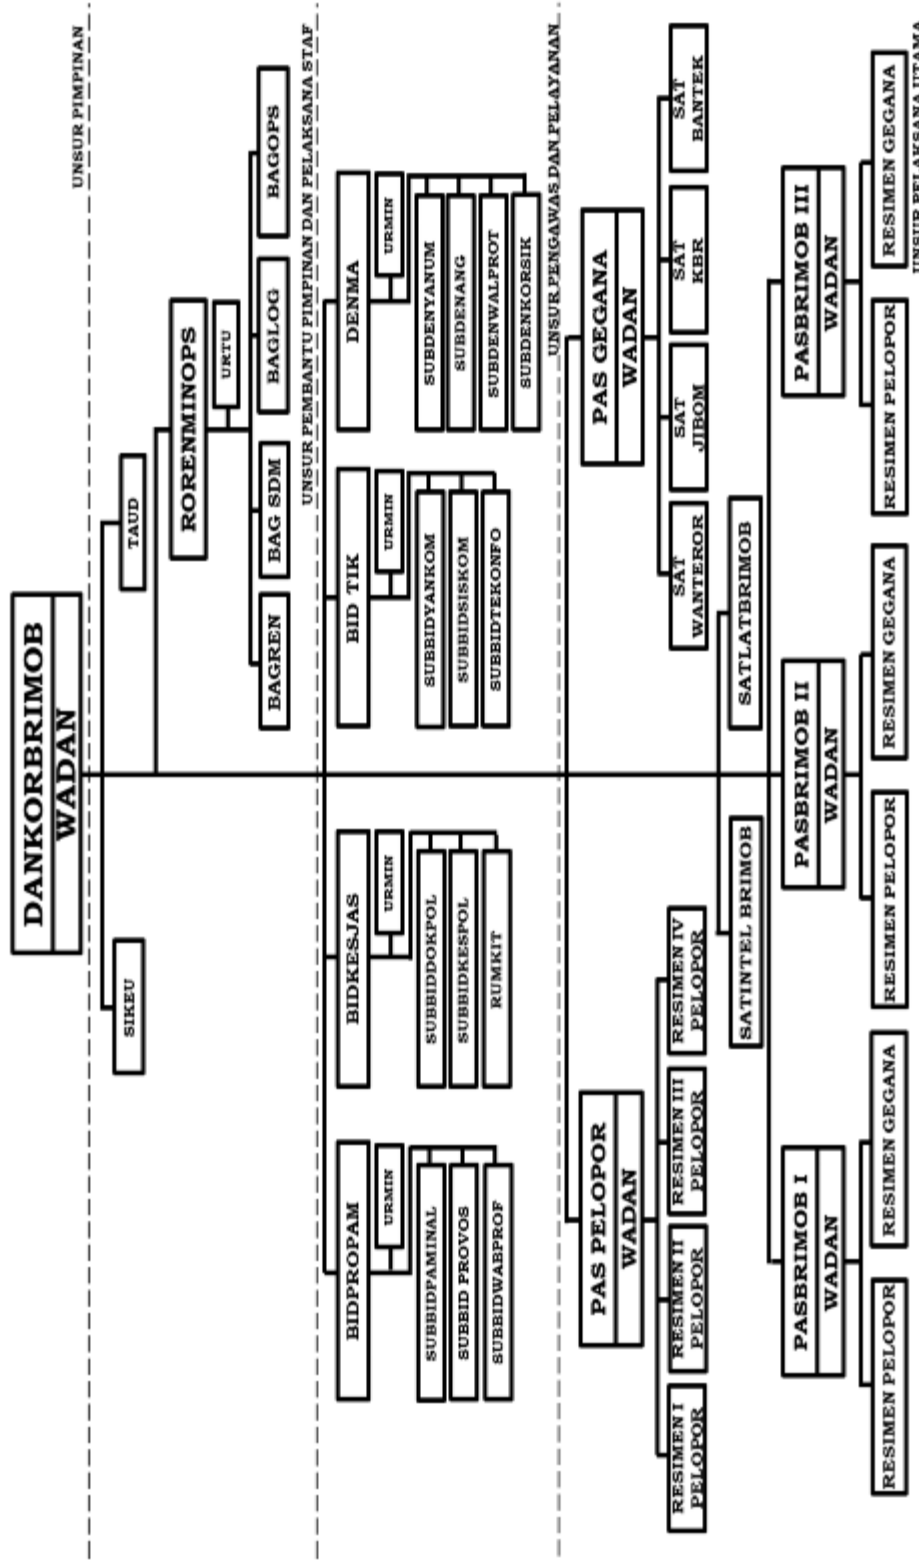 DANKORBRIMOB
WADAN
UNSUR PIMPINAN
SIKEU
TAUD
RORENMINOPS
URTU
BAGREN
BAG SDM
BAGLOG
BAGOPS
UNSUR PEMBANTU PIMPINAN DAN PELAKSANA STAF
BIDPROPAM
URMIN
SUBBIDPAMINAL
SUBBID PROVOS
SUBBIDWABPROF
BIDKESJAS
URMIN
SUBBIDDOKPOL
SUBBIDKESPOL
RUMKIT
BID TIK
URMIN
SUBBIDYANKOM
SUBBIDSISKOM
SUBBIDTEKONFO
DENMA
URMIN
SUBDENYANUM
SUBDENANG
SUBDENWALPROT
SUBDENKORSIK
UNSUR PENGAWAS DAN PELAYANAN
PAS PELOPOR
WADAN
RESIMEN I
PELOPOR
RESIMEN II
PELOPOR
RESIMEN III
PELOPOR
RESIMEN IV
PELOPOR
PAS GEGANA
WADAN
SAT
WANTEROR
SAT
JIBOM
SAT
KBR
SAT
BANTEK
SATINTEL BRIMOB
SATLATBRIMOB
PASBRIMOB I
WADAN
RESIMEN PELOPOR
RESIMEN GEGANA
PASBRIMOB II
WADAN
RESIMEN PELOPOR
RESIMEN GEGANA
PASBRIMOB III
WADAN
RESIMEN PELOPOR
RESIMEN GEGANA
UNSUR PELAKSANA UTAMA